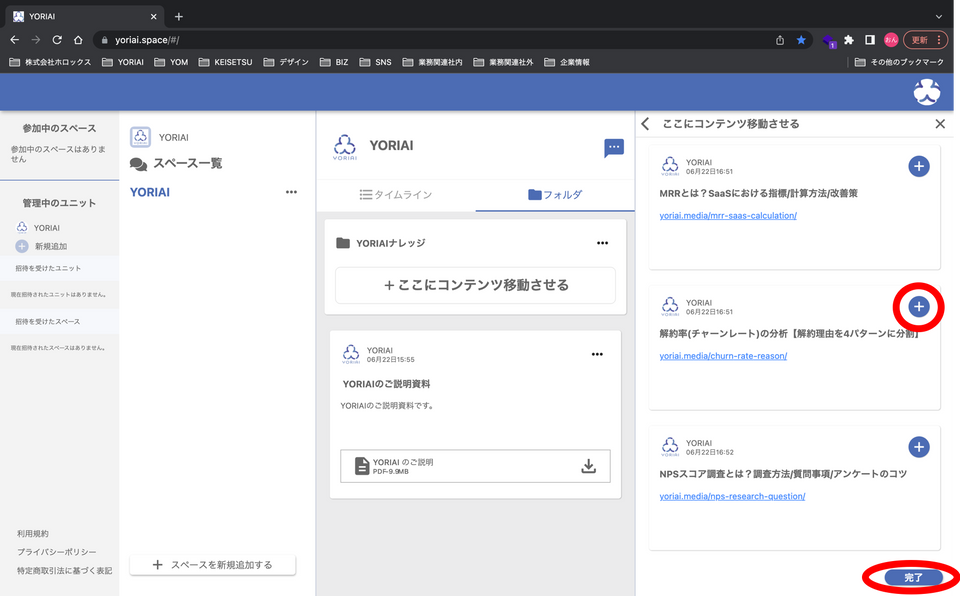 YORIAI
yoriai.space/#/
1
おん
更新
株式会社ホロックス
YORIAI
YOM
KEISETSU
デザイン
BIZ
SNS
業務関連社内
業務関連社外
企業情報
その他のブックマーク
参加中のスペース
参加中のスペースはありま
せん
管理中のユニット
YORIAI
新規追加
招待を受けたユニット
現在招待されたユニットはありません。
招待を受けたスペース
現在招待されたスペースはありません。
利用規約
プライバシーポリシー
特定商取引法に基づく表記
YORIAI
スペース一覧
YORIAI
スペースを新規追加する
YORIAI
YORIAI
タイムライン
フォルダ
YORIAIナレッジ
+ ここにコンテンツ移動させる
YORIAI
06月22日15:55
YORIAIのご説明資料
YORIAIのご説明資料です。
YORIAI のご説明
PDF-9.9MB
ここにコンテンツ移動させる
YORIAI
06月22日16:51
MRRとは？SaaSにおける指標/計算方法/改善策
yoriai.media/mrr-saas-calculation/
YORIAI
06月22日16:51
解約率(チャーンレート)の分析【解約理由を4パターンに分割】
yoriai.media/churn-rate-reason/
YORIAI
06月22日16:52
NPSスコア調査とは？調査方法/質問事項/アンケートのコツ
yoriai.media/nps-research-question/
完了